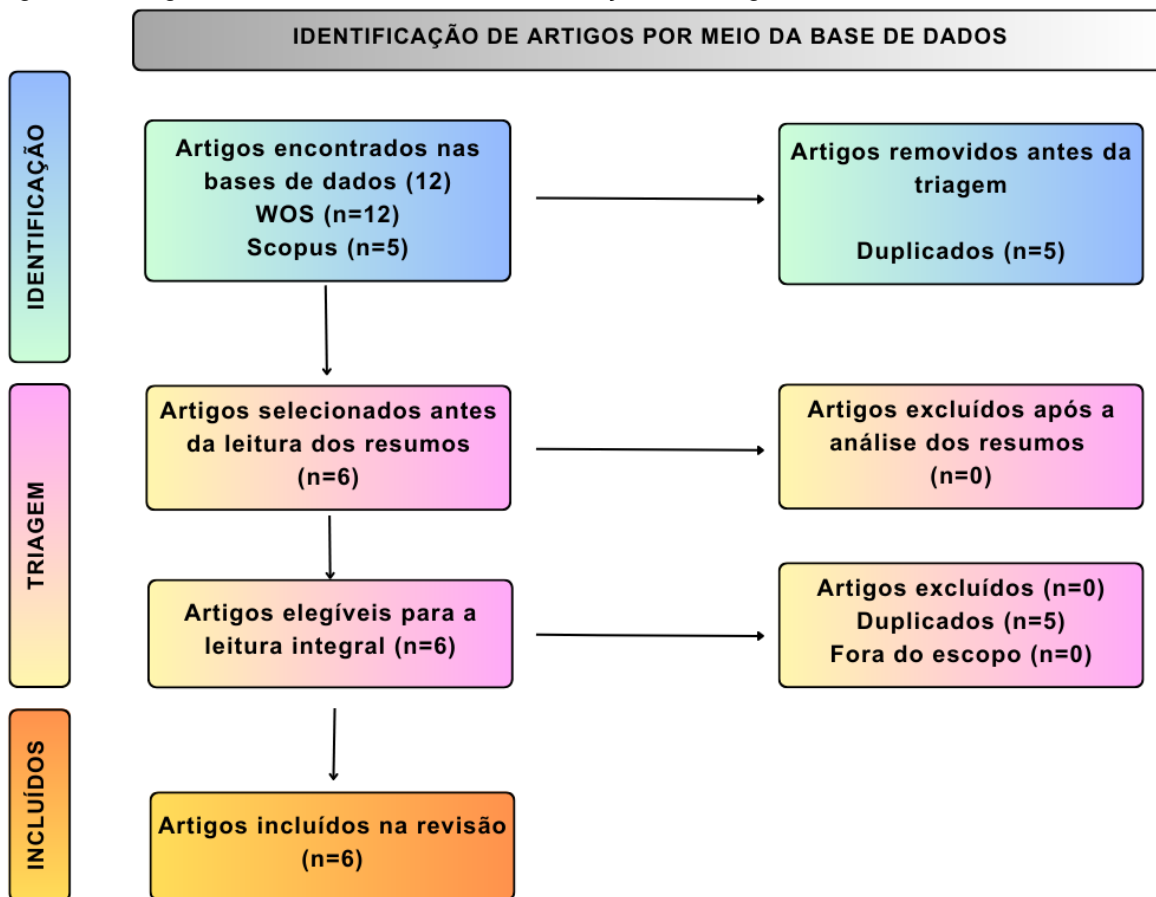 IDENTIFICAÇÃO DE ARTIGOS POR MEIO DA BASE DE DADOS
IDENTIFICAÇÃO
Artigos encontrados nas
bases de dados (12)
WOS (n=12)
Scopus (n=5)
Artigos removidos antes da
triagem
Duplicados (n=5)
TRIAGEM
Artigos selecionados antes
da leitura dos resumos
(n=6)
Artigos excluídos após a
análise dos resumos
(n=0)
Artigos elegíveis para a
leitura integral (n=6)
Artigos excluídos (n=0)
Duplicados (n=5)
Fora do escopo (n=0)
INCLUÍDOS
Artigos incluídos na revisão
(n=6)